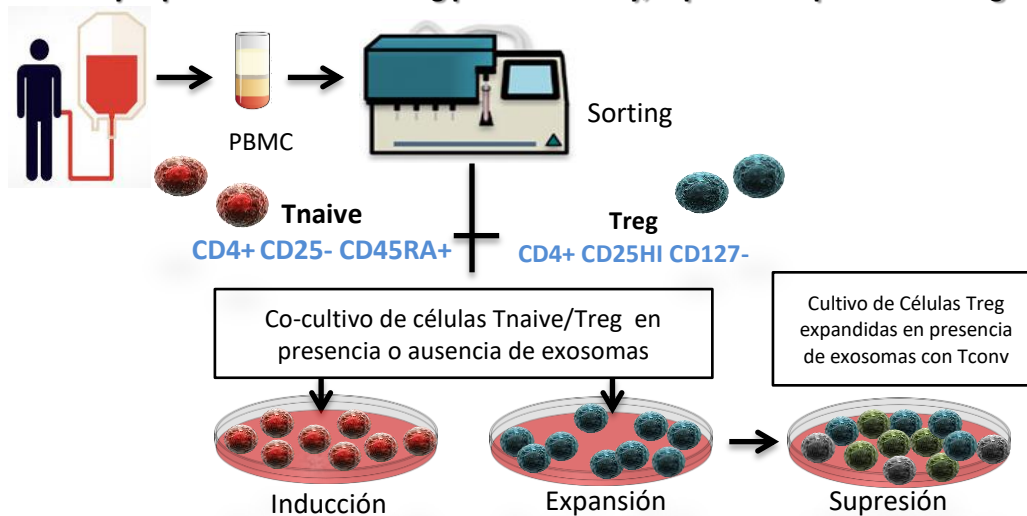 PBMC
Sorting
Tnaive
CD4+ CD25- CD45RA+
Treg
CD4+ CD25HI CD127-
Co-cultivo de células Tnaive/Treg en
presencia o ausencia de exosomas
Cultivo de Células Treg
expandidas en presencia
de exosomas con Tconv
Inducción
Expansión
Supresión